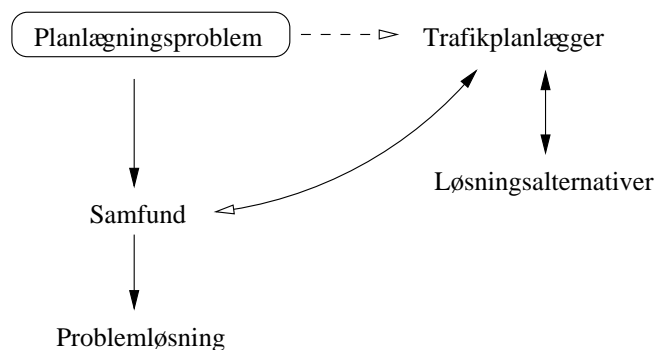 Planlægningsproblem
Trafikplanlægger
Løsningsalternativer
Samfund
Problemløsning